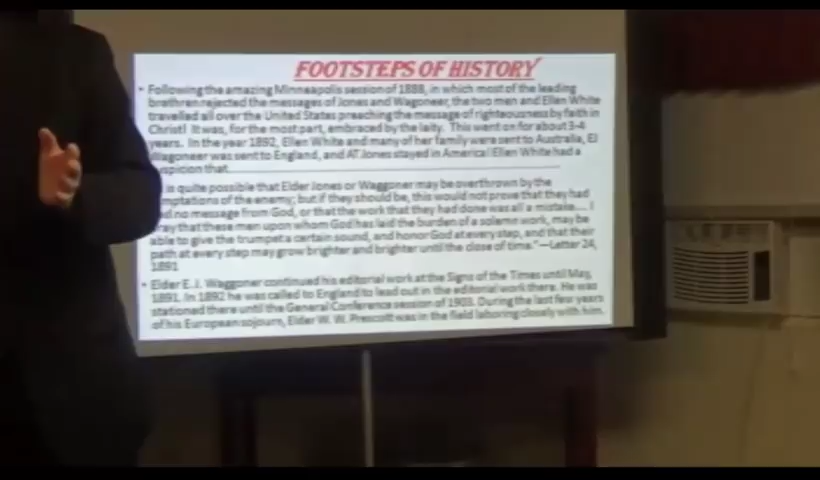 FOOTSTEPS OF HISTORY
• Following the amazing Minneapolis session of 1888, in which most of the leading
brethren rejected the messages of Jones and Wagoneer, the two men and Ellen White
travelled all over the United States preaching the message of righteousness by faith in
Christ! It was, for the most part, embraced by the laity. This went on for about 3-4
years. In the year 1892, Ellen White and many of her family were sent to Australia, EJ
Wagoneer was sent to England, and AT Jones stayed in America! Ellen White had a
spicion that
is quite possible that Elder Jones or Waggoner may be overthrown by the
mptations of the enemy; but if they should be, this would not prove that they had
d no message from God, or that the work that they had done was all a mistake.... I
ray that these men upon whom God has laid the burden of a solemn work, may be
able to give the trumpet a certain sound, and honor God at every step, and that their
path at every step may grow brighter and brighter until the close of time."—Letter 24,
1891
• Elder E. J. Waggoner continued his editorial work at the Signs of the Times until May,
1891. In 1892 he was called to England to lead out in the editorial work there. He was
stationed there until the General Conference session of 1903. During the last few years
of his European sojourn, Elder W. W. Prescott was in the field laboring closely with him.